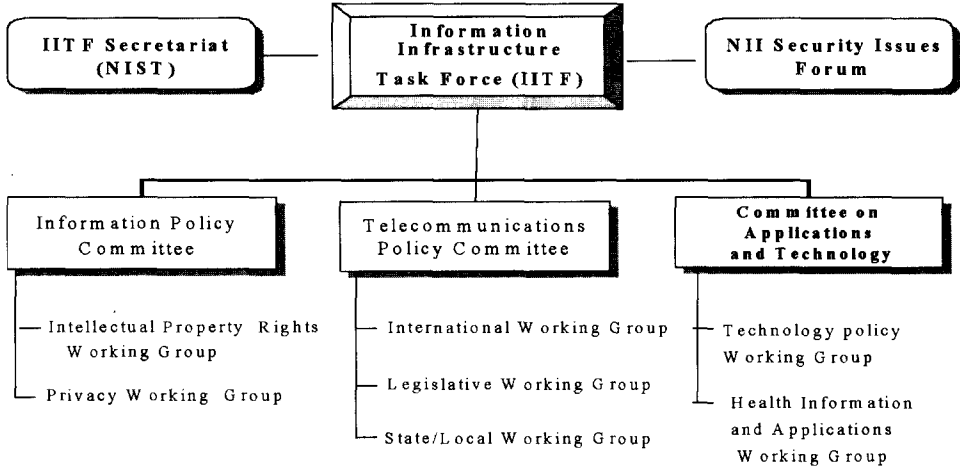 IITF Secretariat
(NIST)
Information
Infrastructure
Task Force (IITF)
NII Security Issues
Forum
Information Policy
Committee
Intellectual Property Rights
Working Group
Privacy Working Group
Telecommunications
Policy Committee
International Working Group
Legislative Working Group
State/Local Working Group
Committee on
Applications
and Technology
Technology policy
Working Group
Health Information
and Applications
Working Group